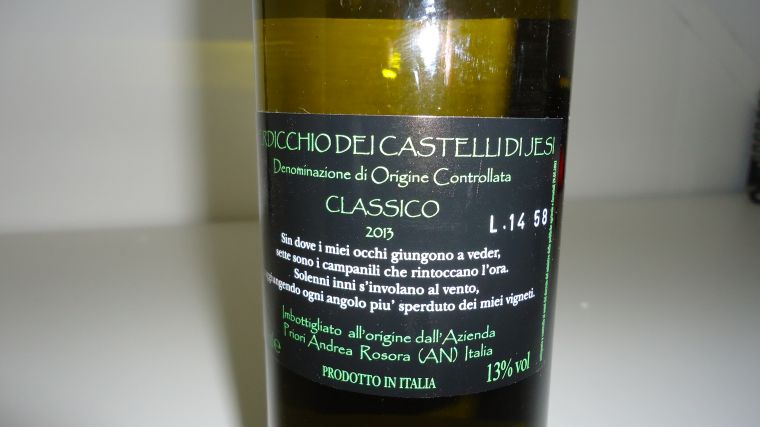 ERDICCHIO DEI CASTELLI DI JESI
Denominazione di Origine Controllata
CLASSICO
2013
L.14 58
Sin dove i miei occhi giungono a veder,
sette sono i campanili che rintoccano l'ora.
Solenni inni s'involano al vento,
ogni angolo piu' sperduto dei miei vigneti.
Imbottigliato all'origine dall'Azienda
Priori Andrea Rosora (AN) Italia
PRODOTTO IN ITALIA
13% vol